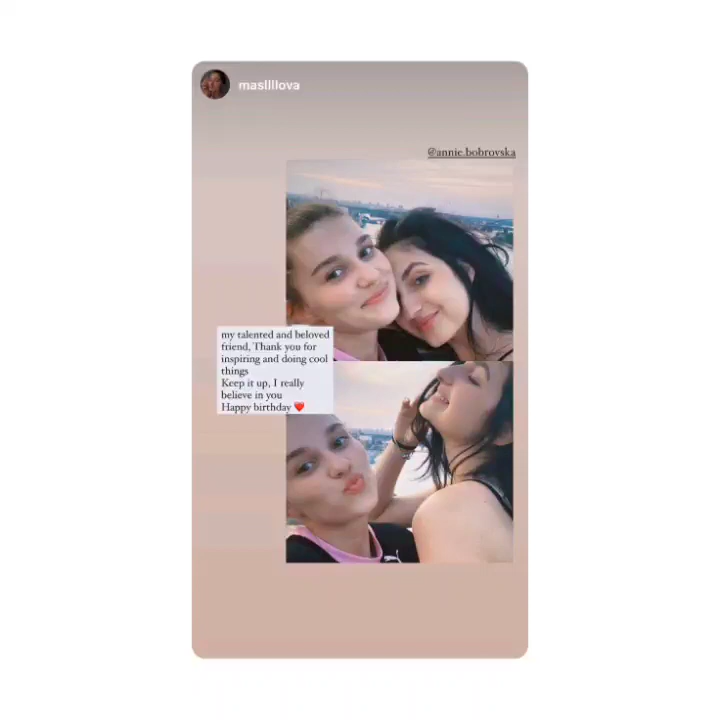 masllllova
@annie.bobrovska
my talented and beloved
friend, Thank you for
inspiring and doing cool
things
Keep it up, I really
believe in you
Happy birthday ❤️